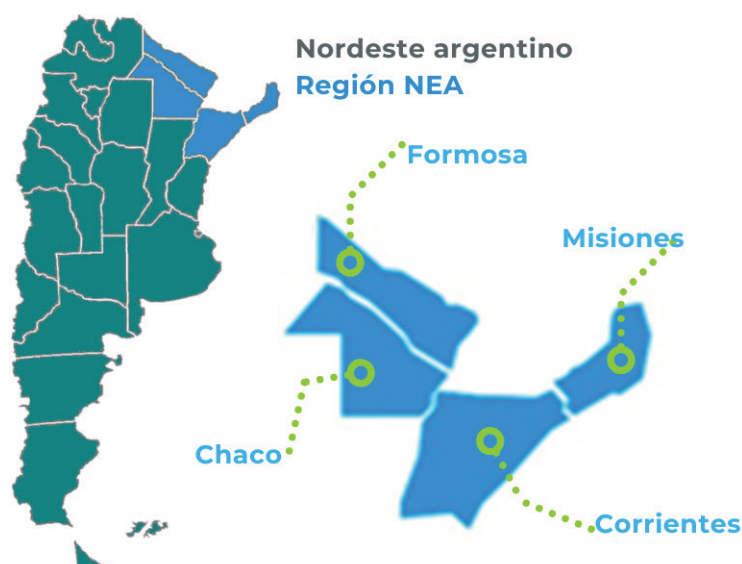 Nordeste argentino
Región NEA
Formosa
Misiones
Chaco
Corrientes